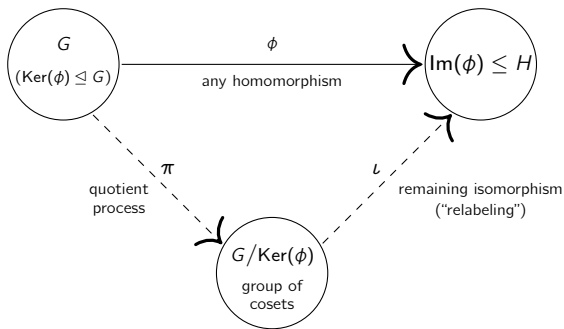 G
(Ker(ϕ) ⊴ G)
ϕ
any homomorphism
Im(ϕ) ≤ H
π
quotient
process
ι
remaining isomorphism
(“relabeling”)
G/Ker(ϕ)
group of
cosets